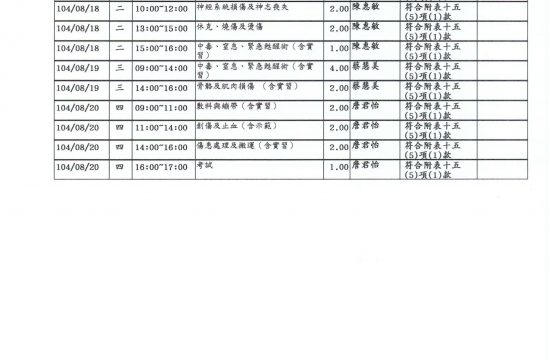 104/08/18 二 10:00~12:00 神經系統損傷及神志喪失 2.00 陳惠敏 符合附表十五
(5)項(1)款
104/08/18 二 13:00~15:00 休克、燒傷及燙傷 2.00 陳惠敏 符合附表十五
(5)項(1)款
104/08/18 二 15:00~16:00 中毒、窒息、緊急甦醒術(含實 1.00 陳惠敏 符合附表十五
習) (5)項(1)款
104/08/19 三 09:00~14:00 中毒、窒息、緊急甦醒術(含實 4.00 蔡慧美 符合附表十五
習) (5)項(1)款
104/08/19 三 14:00~16:00 骨骼及肌肉損傷 (含實習) 2.00 蔡慧美 符合附表十五
(5)項(1)款
104/08/20 四 09:00~11:00 敷料與繃帶(含實習) 2.00 詹君怡 符合附表十五
(5)項(1)款
104/08/20 四 11:00~14:00 創傷及止血(含示範) 2.00 詹君怡 符合附表十五
(5)項(1)款
104/08/20 四 14:00~16:00 傷患處理及搬運(含實習) 2.00 詹君怡 符合附表十五
(5)項(1)款
104/08/20 四 16:00~17:00 考試 1.00 詹君怡 符合附表十五
(5)項(1)款